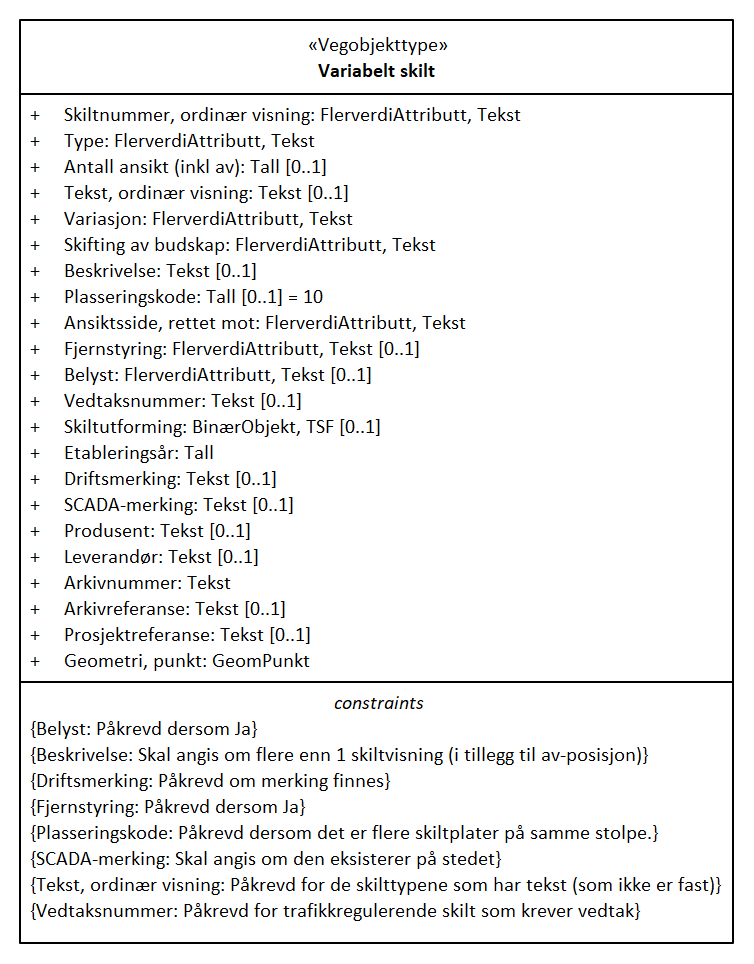 «Vegobjekttype»
Variabelt skilt
+ Skiltnummer, ordinær visning: FlerverdiAttributt, Tekst
+ Type: FlerverdiAttributt, Tekst
+ Antall ansikt (inkl av): Tall [0..1]
+ Tekst, ordinær visning: Tekst [0..1]
+ Variasjon: FlerverdiAttributt, Tekst
+ Skifting av budskap: FlerverdiAttributt, Tekst
+ Beskrivelse: Tekst [0..1]
+ Plasseringskode: Tall [0..1] = 10
+ Ansiktsside, rettet mot: FlerverdiAttributt, Tekst
+ Fjernstyring: FlerverdiAttributt, Tekst [0..1]
+ Belyst: FlerverdiAttributt, Tekst [0..1]
+ Vedtaksnummer: Tekst [0..1]
+ Skiltutforming: BinærObjekt, TSF [0..1]
+ Etableringsår: Tall
+ Driftsmerking: Tekst [0..1]
+ SCADA-merking: Tekst [0..1]
+ Produsent: Tekst [0..1]
+ Leverandør: Tekst [0..1]
+ Arkivnummer: Tekst
+ Arkivreferanse: Tekst [0..1]
+ Prosjektreferanse: Tekst [0..1]
+ Geometri, punkt: GeomPunkt
constraints
{Belyst: Påkrevd dersom Ja}
{Beskrivelse: Skal angis om flere enn 1 skiltvisning (i tillegg til av-posisjon)}
{Driftsmerking: Påkrevd om merking finnes}
{Fjernstyring: Påkrevd dersom Ja}
{Plasseringskode: Påkrevd dersom det er flere skiltplater på samme stolpe.}
{SCADA-merking: Skal angis om den eksisterer på stedet}
{Tekst, ordinær visning: Påkrevd for de skilttypene som har tekst (som ikke er fast)}
{Vedtaksnummer: Påkrevd for trafikkregulerende skilt som krever vedtak}